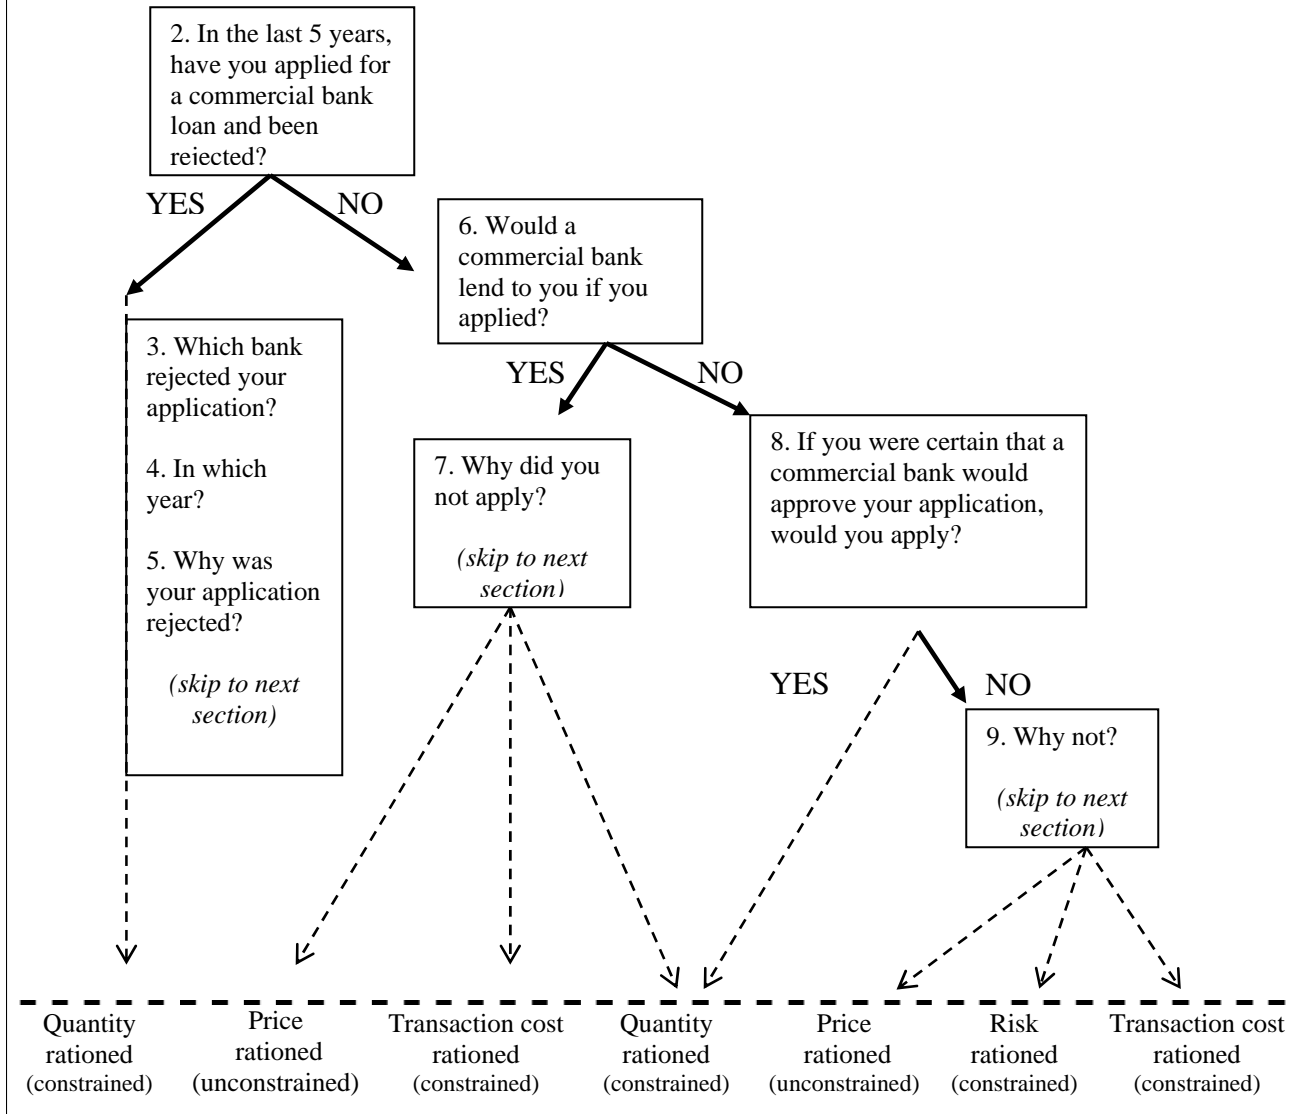 2. In the last 5 years,
have you applied for
a commercial bank
loan and been
rejected?
YES
NO
6. Would a
commercial bank
lend to you if you
applied?
3. Which bank
rejected your
application?
4. In which
year?
5. Why was
your application
rejected?
(skip to next
section)
YES
NO
7. Why did you
not apply?
(skip to next
section)
8. If you were certain that a
commercial bank would
approve your application,
would you apply?
YES
NO
9. Why not?
(skip to next
section)
Quantity
rationed
(constrained)
Price
rationed
(unconstrained)
Transaction cost
rationed
(constrained)
Quantity
rationed
(constrained)
Price
rationed
(unconstrained)
Risk
rationed
(constrained)
Transaction cost
rationed
(constrained)